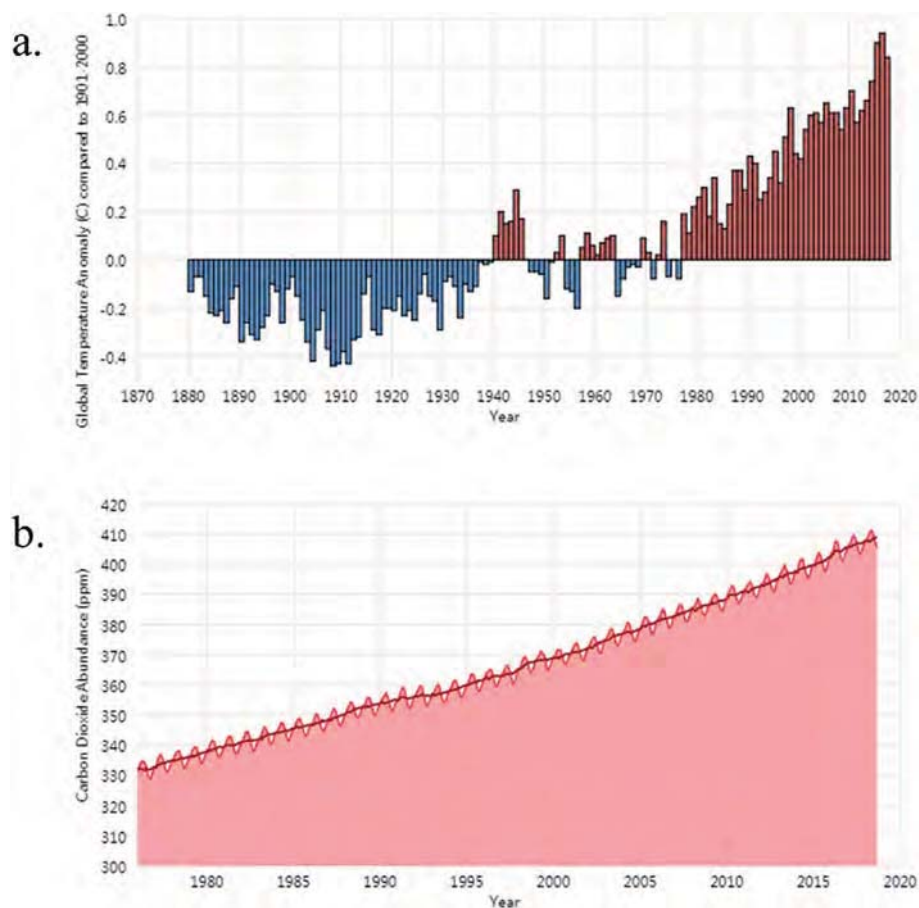 a.
Global Temperature Anomaly (C) compared to 1901-2000
1.0
0.8
0.6
0.4
0.2
0.0
-0.2
-0.4
1870 1880 1890 1900 1910 1920 1930 1940 1950 1960 1970 1980 1990 2000 2010 2020
Year
b.
Carbon Dioxide Abundance (ppm)
420
410
400
390
380
370
360
350
340
330
320
310
300
1980 1985 1990 1995 2000 2005 2010 2015 2020
Year